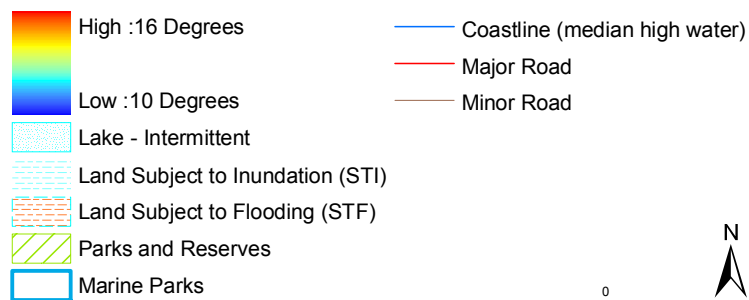 High :16 Degrees
Low :10 Degrees
Lake - Intermittent
Land Subject to Inundation (STI)
Land Subject to Flooding (STF)
Parks and Reserves
Marine Parks
Coastline (median high water)
Major Road
Minor Road
0
N